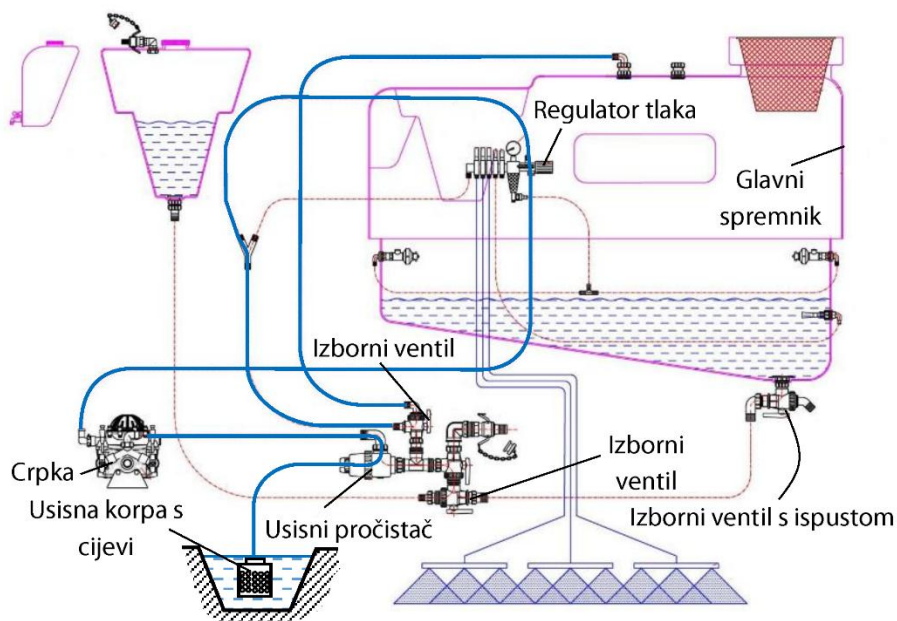 Regulator tlaka
Glavni
spremnik
Izborni ventil
Crpka
Usisna korpa s
cijevi
Usisni pročistač
Izborni
ventil
Izborni ventil s ispustom